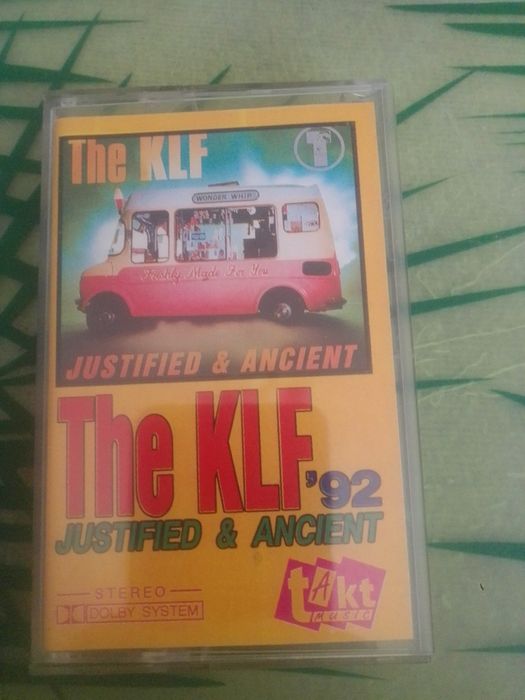 The KLF
T
WONDER WHIP
Freshly Made For You
JUSTIFIED & ANCIENT
The KLF '92
JUSTIFIED & ANCIENT
STEREO
DOLBY SYSTEM
tAkt
MUSIC